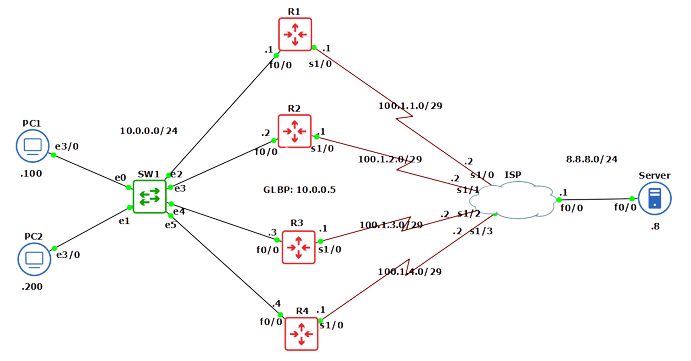 R1
.1
f0/0
.1
s1/0
100.1.1.0/29
PC1
e3/0
.100
10.0.0.0/24
R2
.2
f0/0
.1
s1/0
100.1.2.0/29
SW1
e0
e2
e3
e1
e4
e5
GLBP: 10.0.0.5
.2
s1/0
.2
s1/1
ISP
8.8.8.0/24
Server
.1
f0/0
f0/0
.8
PC2
e3/0
.200
R3
.3
f0/0
.1
s1/0
100.1.3.0/29
.2
s1/2
.2
s1/3
100.1.4.0/29
R4
.4
f0/0
.1
s1/0